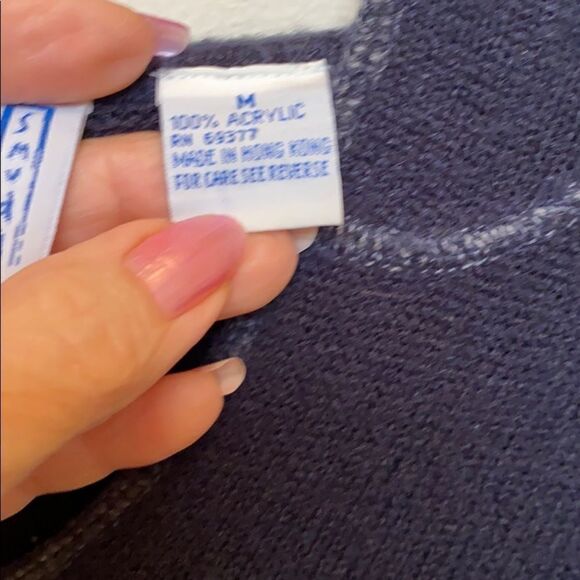 M
100% ACRYLIC
RN 69377
MADE IN HONG KONG
FOR CARE SEE REVERSE